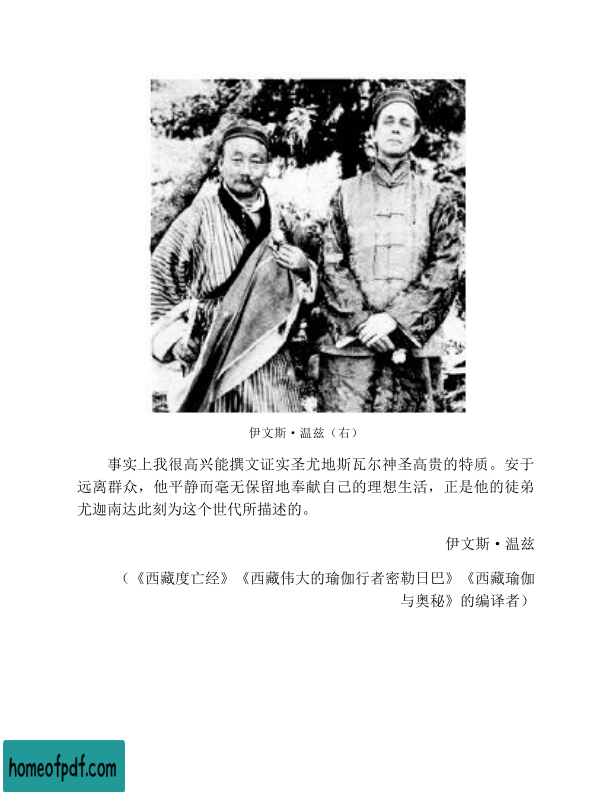 伊文斯·温兹（右）
事实上我很高兴能撰文证实圣尤地斯瓦尔神圣高贵的特质。安于
远离群众，他平静而毫无保留地奉献自己的理想生活，正是他的徒弟
尤迦南达此刻为这个世代所描述的。
伊文斯·温兹
（《西藏度亡经》《西藏伟大的瑜伽行者密勒日巴》《西藏瑜伽
与奥秘》的编译者）
homeofpdf.com